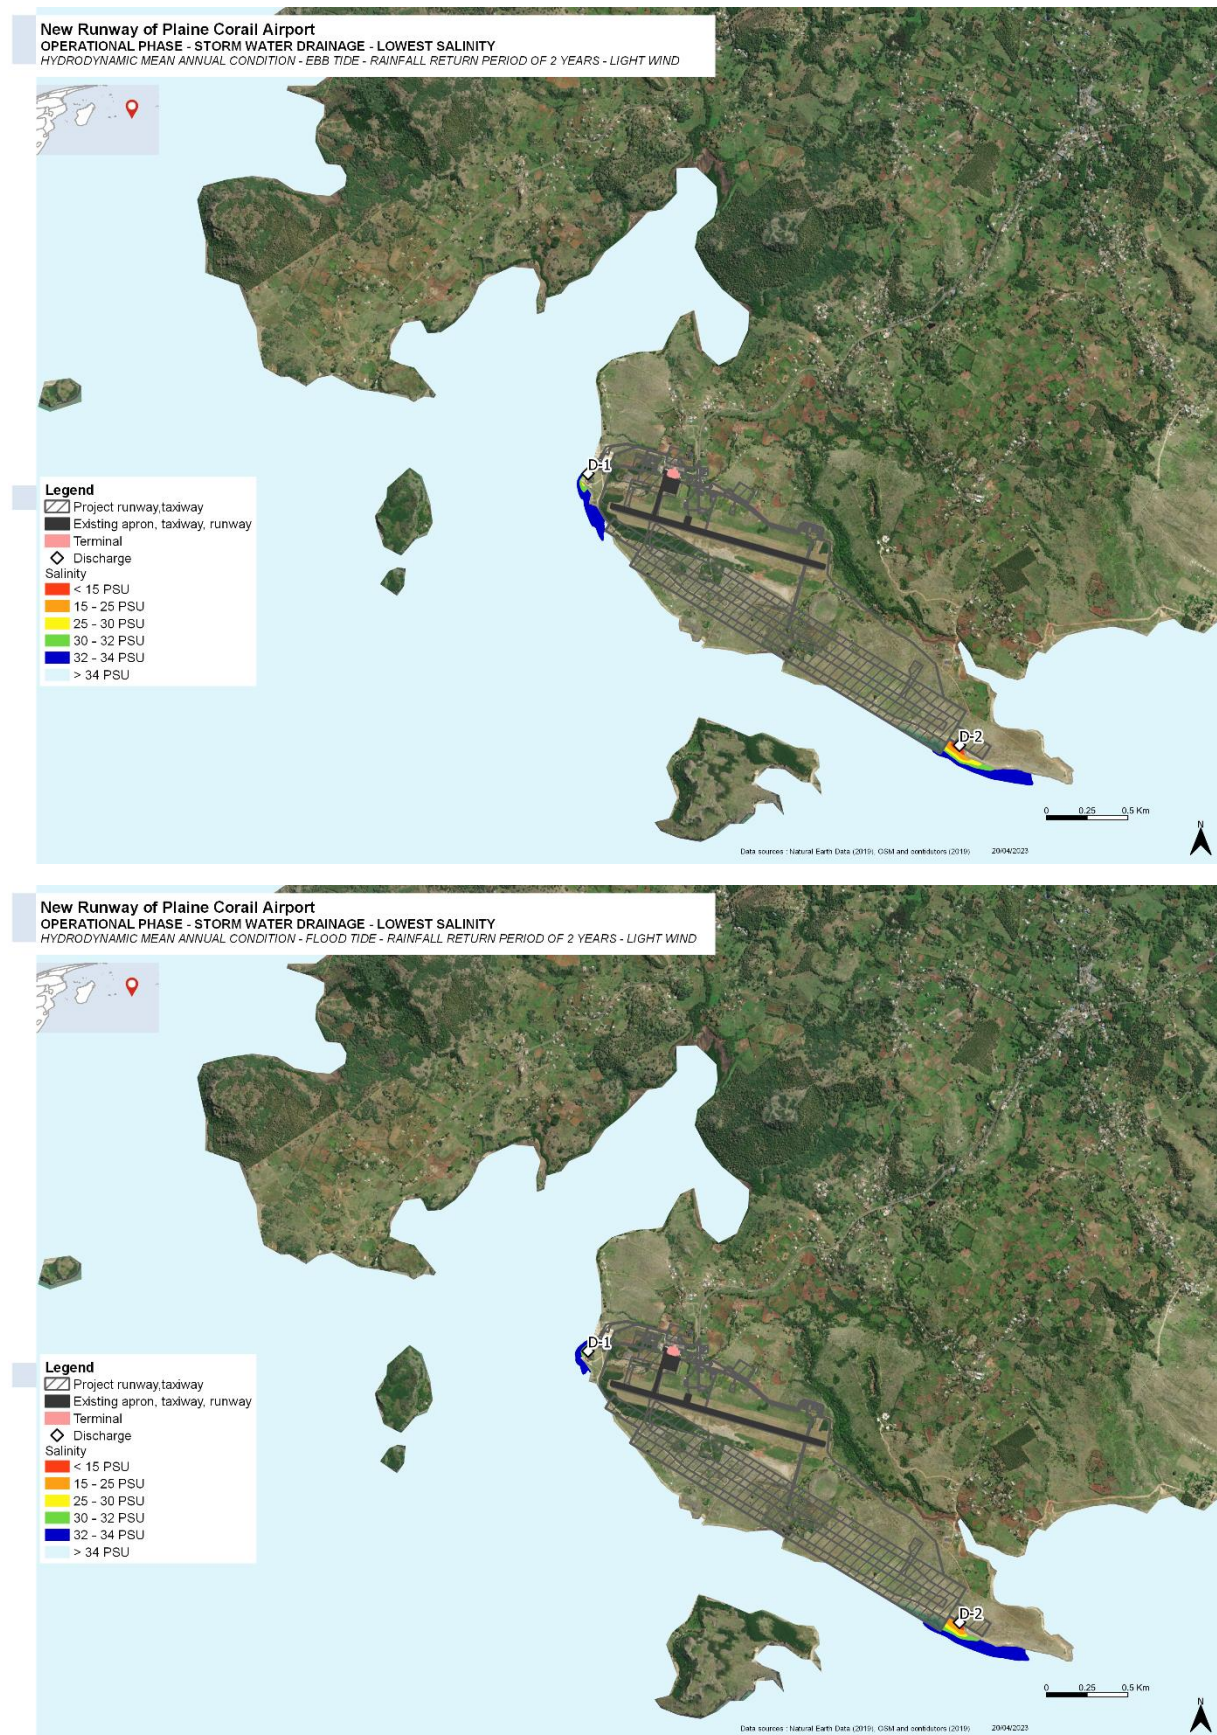 New Runway of Plaine Corail Airport
OPERATIONAL PHASE - STORM WATER DRAINAGE - LOWEST SALINITY
HYDRODYNAMIC MEAN ANNUAL CONDITION - EBB TIDE - RAINFALL RETURN PERIOD OF 2 YEARS - LIGHT WIND
D-1
Legend
Project runway,taxiway
Existing apron, taxiway, runway
Terminal
Discharge
Salinity
< 15 PSU
15 - 25 PSU
25 - 30 PSU
30 - 32 PSU
32 - 34 PSU
> 34 PSU
D-2
0 0.25 0.5 Km
N
Data sources : Natural Earth Data (2019), OSM and contidutors (2019) 20/04/2023
New Runway of Plaine Corail Airport
OPERATIONAL PHASE - STORM WATER DRAINAGE - LOWEST SALINITY
HYDRODYNAMIC MEAN ANNUAL CONDITION - FLOOD TIDE - RAINFALL RETURN PERIOD OF 2 YEARS - LIGHT WIND
D-1
Legend
Project runway,taxiway
Existing apron, taxiway, runway
Terminal
Discharge
Salinity
< 15 PSU
15 - 25 PSU
25 - 30 PSU
30 - 32 PSU
32 - 34 PSU
> 34 PSU
D-2
0 0.25 0.5 Km
N
Data sources : Natural Earth Data (2019), OSM and contidutors (2019) 20/04/2023